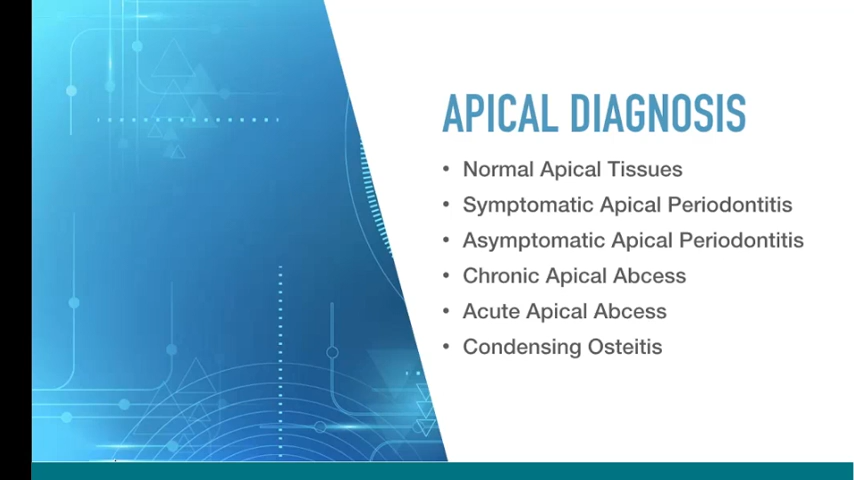 APICAL DIAGNOSIS
• Normal Apical Tissues
• Symptomatic Apical Periodontitis
• Asymptomatic Apical Periodontitis
• Chronic Apical Abcess
• Acute Apical Abcess
• Condensing Osteitis